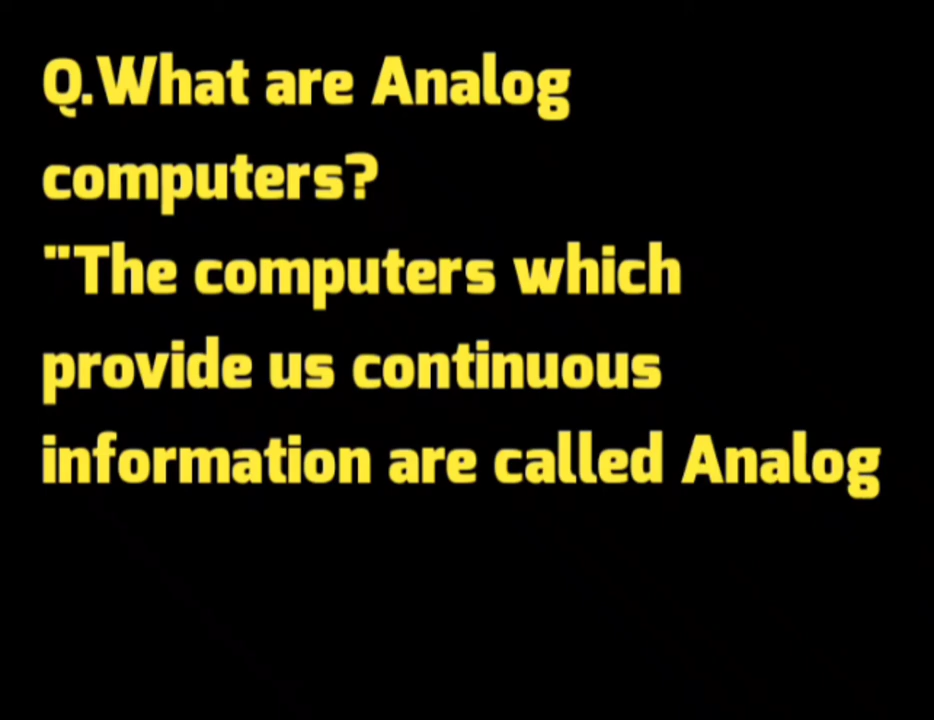 Q.What are Analog
computers?
"The computers which
provide us continuous
information are called Analog